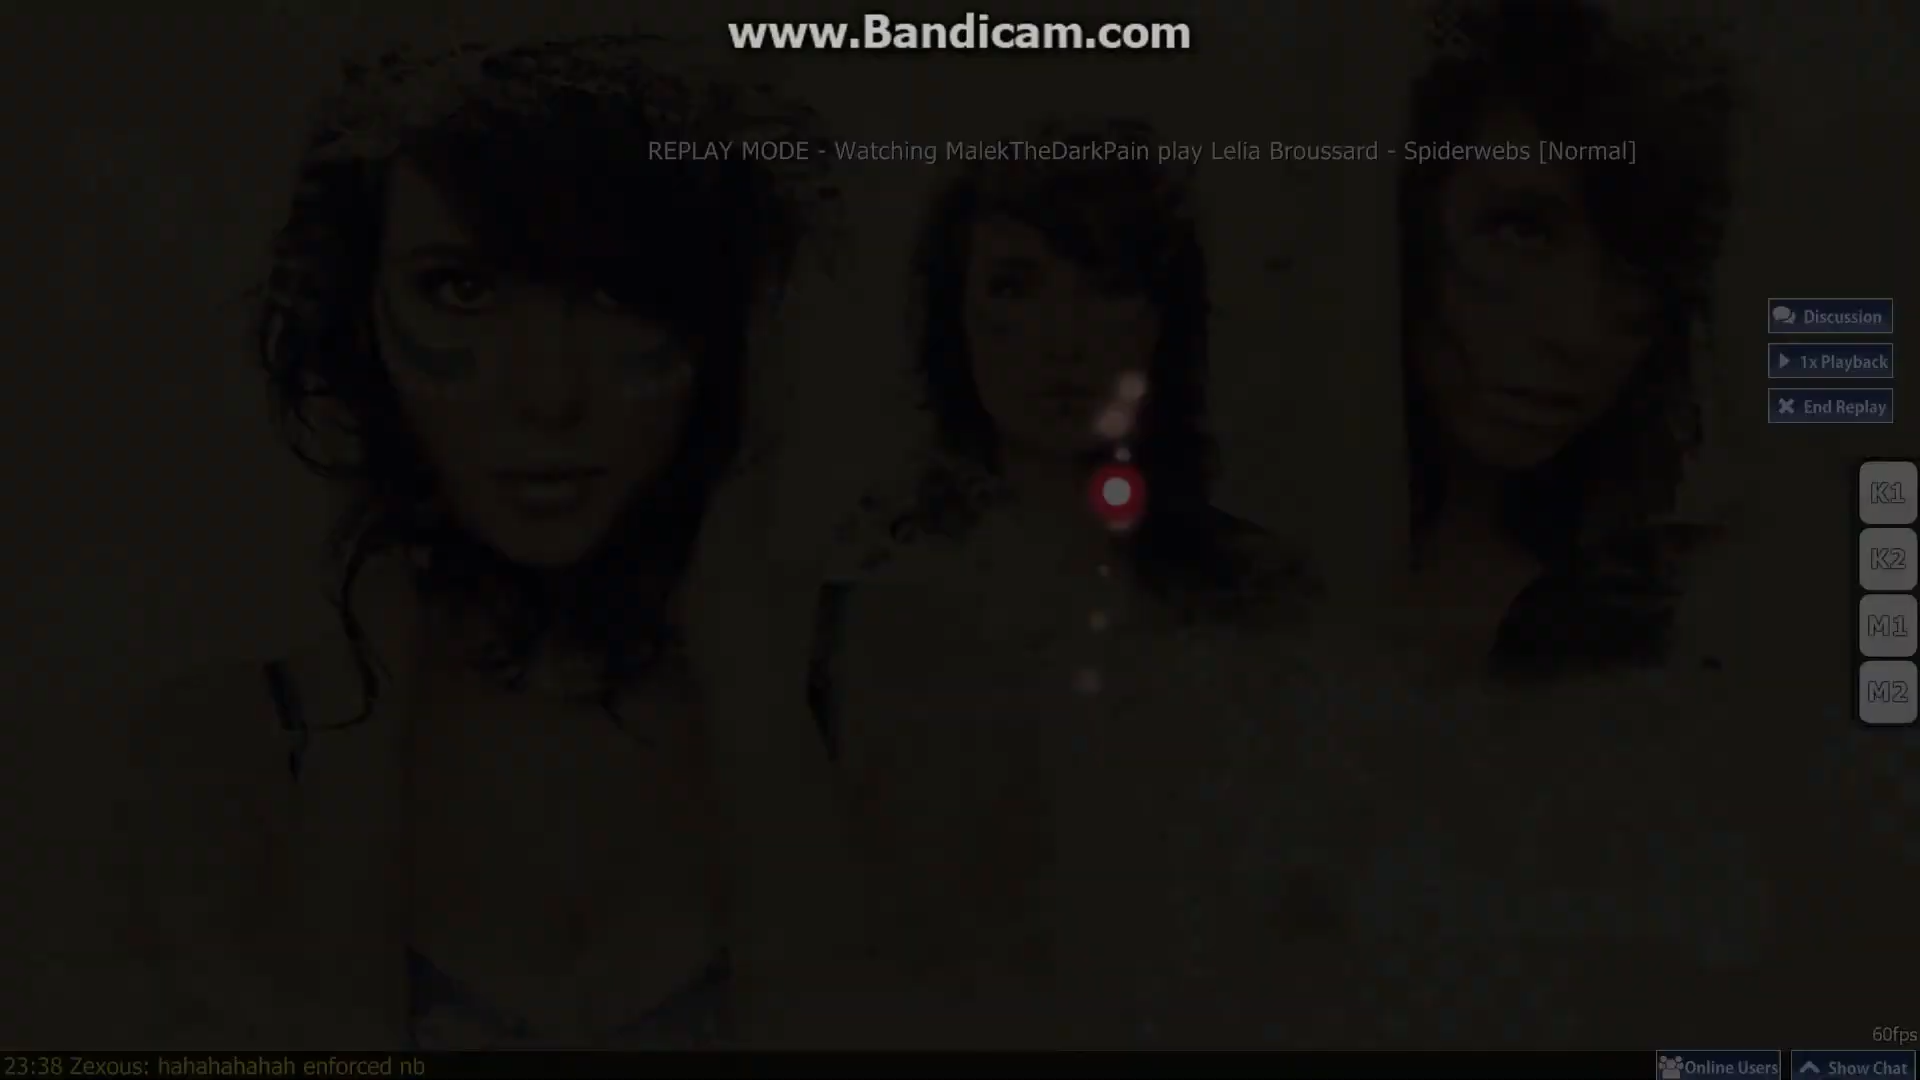 www.Bandicam.com
REPLAY MODE - Watching MalekTheDarkPain play Lelia Broussard - Spiderwebs [Normal]
Discussion
1x Playback
End Replay
K1
K2
M1
M2
60fps
23:38 Zexous: hahahahahah enforced nb
Online Users
Show Chat